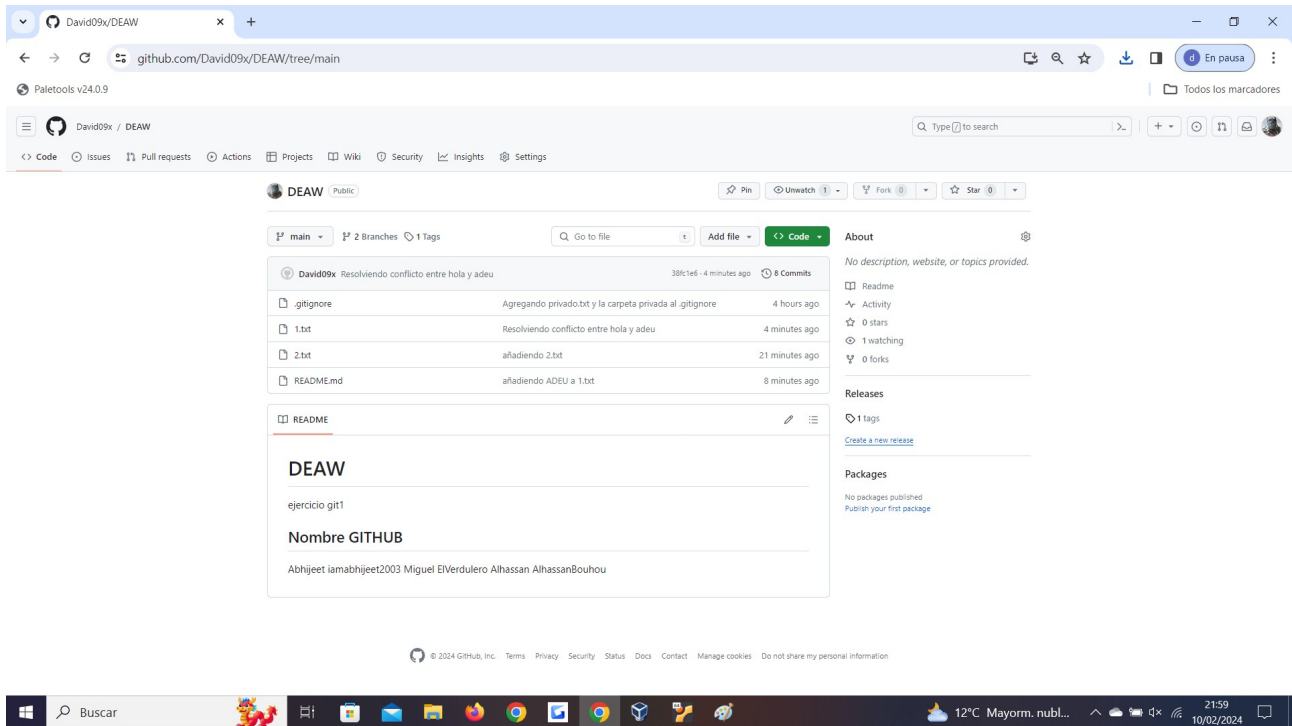 David09x/DEAW
github.com/David09x/DEAW/tree/main
d En pausa
Paletools v24.0.9
Todos los marcadores
David09x / DEAW
Type / to search
Code Issues Pull requests Actions Projects Wiki Security Insights Settings
DEAW Public
Pin Unwatch 1 Fork 0 Star 0
main 2 Branches 1 Tags
Go to file t Add file Code
David09x Resolviendo conflicto entre hola y adeu 38fc1e6 · 4 minutes ago 8 Commits
.gitignore Agregando privado.txt y la carpeta privada al .gitignore 4 hours ago
1.txt Resolviendo conflicto entre hola y adeu 4 minutes ago
2.txt añadiendo 2.txt 21 minutes ago
README.md añadiendo ADEU a 1.txt 8 minutes ago
README
DEAW
ejercicio git1
Nombre GITHUB
Abhijeet iamabhijeet2003 Miguel ElVerdulero Alhassan AlhassanBouhou
About
No description, website, or topics provided.
Readme
Activity
0 stars
1 watching
0 forks
Releases
1 tags
Create a new release
Packages
No packages published
Publish your first package
© 2024 GitHub, Inc. Terms Privacy Security Status Docs Contact Manage cookies Do not share my personal information
Buscar
12°C Mayorm. nubl...
21:59
10/02/2024